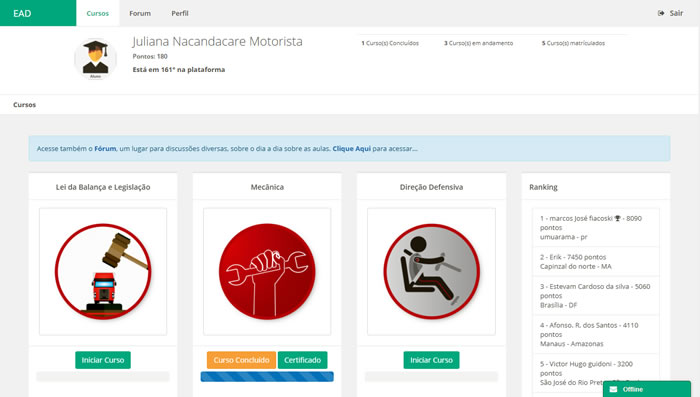 EAD Cursos Forum Perfil Sair
Juliana Nacandacare Motorista
Pontos: 180
Está em 161º na plataforma
1 Curso(s) Concluídos 3 Curso(s) em andamento 5 Curso(s) matriculados
Aluno
Cursos
Acesse também o Fórum, um lugar para discussões diversas, sobre o dia a dia sobre as aulas. Clique Aqui para acessar...
Lei da Balança e Legislação
Iniciar Curso
Mecânica
Curso Concluído Certificado
Direção Defensiva
Iniciar Curso
Ranking
1 - marcos José fiacoski - 8090
pontos
umuarama - pr
2 - Erik - 7450 pontos
Capinzal do norte - MA
3 - Estevam Cardoso da silva - 5060
pontos
Brasília - DF
4 - Afonso. R. dos Santos - 4110
pontos
Manaus - Amazonas
5 - Victor Hugo guidoni - 3200
pontos
São José do Rio Preto
Offline